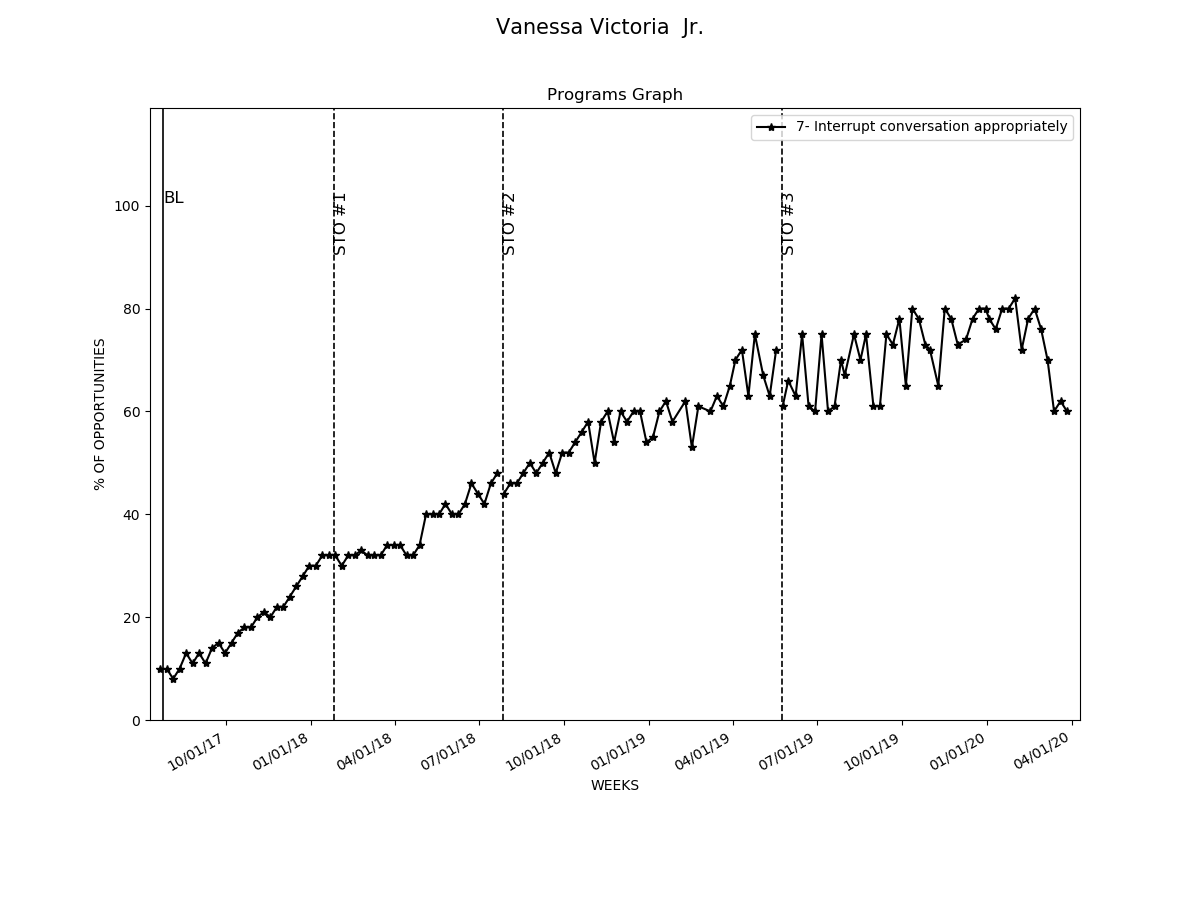 Vanessa Victoria  Jr.
Programs Graph
7- Interrupt conversation appropriately
BL
STO #1
STO #2
STO #3
% OF OPPORTUNITIES
100
80
60
40
20
0
10/01/17
01/01/18
04/01/18
07/01/18
10/01/18
01/01/19
04/01/19
07/01/19
10/01/19
01/01/20
04/01/20
WEEKS